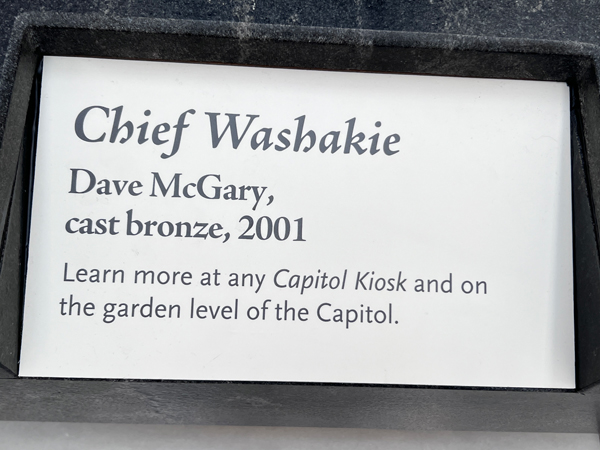 Chief Washakie
Dave McGary,
cast bronze, 2001
Learn more at any Capitol Kiosk and on
the garden level of the Capitol.